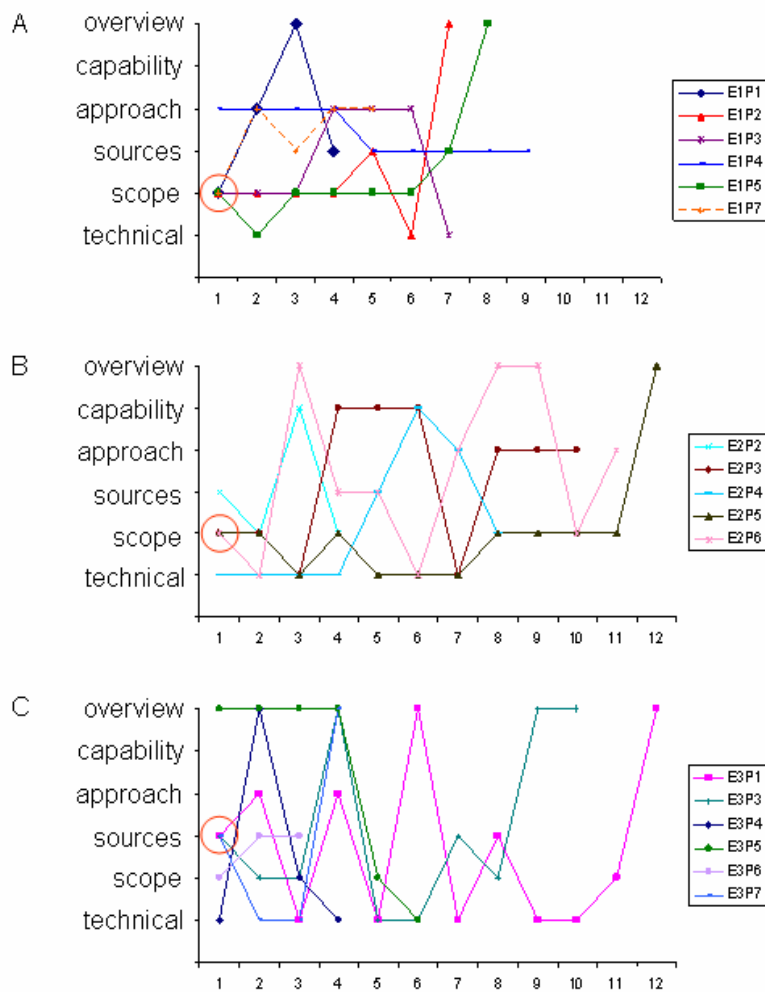 A
overview
capability
approach
sources
scope
technical
1 2 3 4 5 6 7 8 9 10 11 12
E1P1
E1P2
E1P3
E1P4
E1P5
E1P7
B
overview
capability
approach
sources
scope
technical
1 2 3 4 5 6 7 8 9 10 11 12
E2P2
E2P3
E2P4
E2P5
E2P6
C
overview
capability
approach
sources
scope
technical
1 2 3 4 5 6 7 8 9 10 11 12
E3P1
E3P3
E3P4
E3P5
E3P6
E3P7